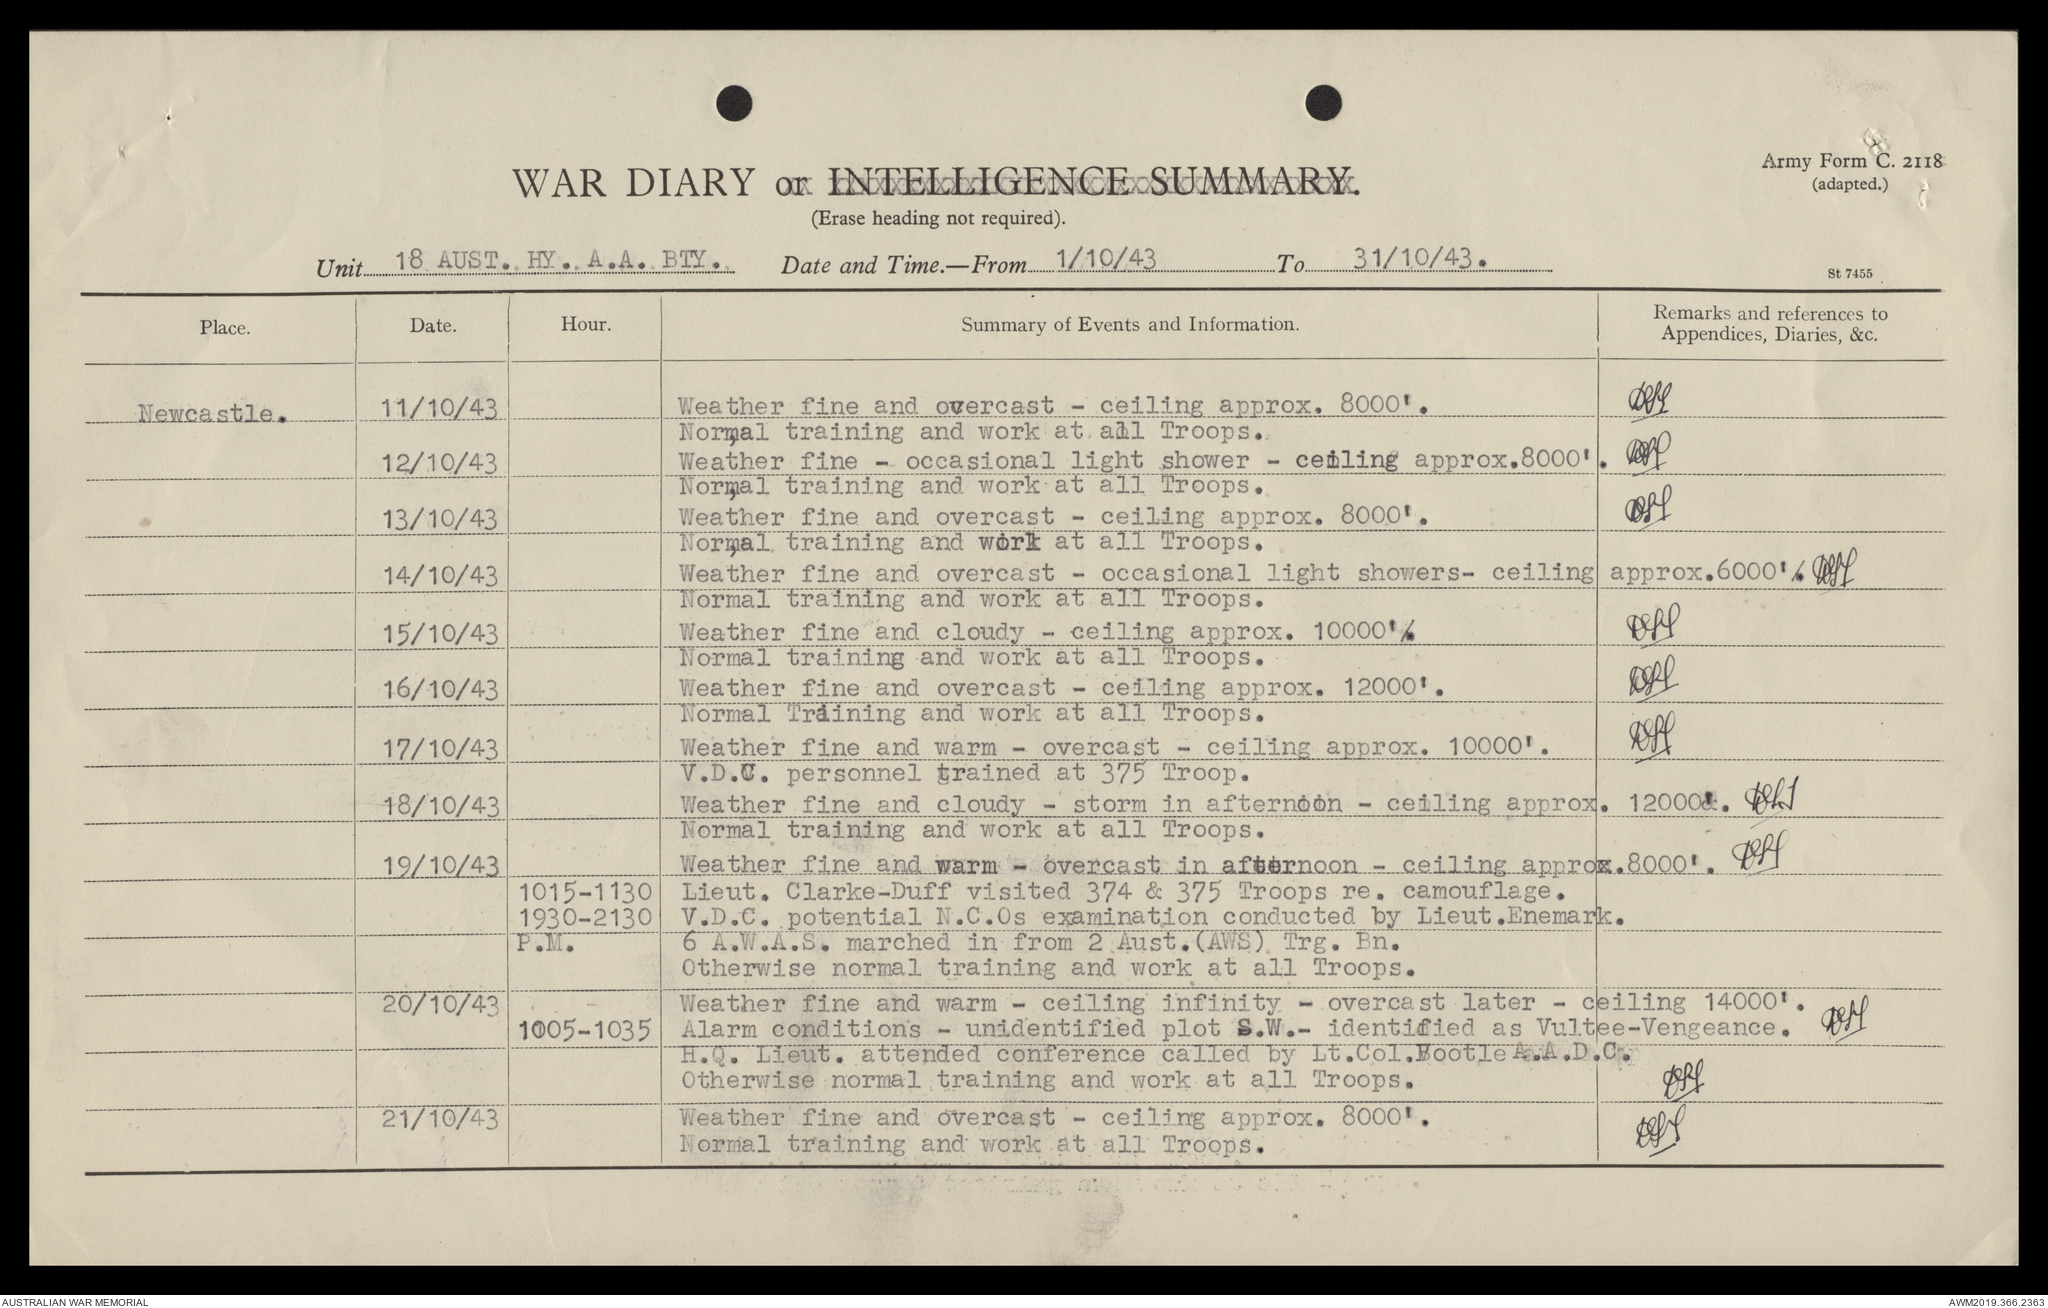 WAR DIARY or INTELLIGENCE SUMMARY.
(Erase heading not required).
Army Form C. 2118
(adapted.)
Unit 18 AUST. HY. A.A. BTY. Date and Time.—From 1/10/43 To 31/10/43.
St 7455
Place. Date. Hour. Summary of Events and Information. Remarks and references to
Appendices, Diaries, &c.
Newcastle. 11/10/43 Weather fine and overcast - ceiling approx. 8000'.
Normal training and work at all Troops.
12/10/43 Weather fine - occasional light shower - ceiling approx.8000'.
Normal training and work at all Troops.
13/10/43 Weather fine and overcast - ceiling approx. 8000'.
Normal training and work at all Troops.
14/10/43 Weather fine and overcast - occasional light showers- ceiling approx.6000'.
Normal training and work at all Troops.
15/10/43 Weather fine and cloudy - ceiling approx. 10000'.
Normal training and work at all Troops.
16/10/43 Weather fine and overcast - ceiling approx. 12000'.
Normal Training and work at all Troops.
17/10/43 Weather fine and warm - overcast - ceiling approx. 10000'.
V.D.C. personnel trained at 375 Troop.
18/10/43 Weather fine and cloudy - storm in afternoon - ceiling approx. 12000'.
Normal training and work at all Troops.
19/10/43 Weather fine and warm - overcast in afternoon - ceiling approx.8000'.
1015-1130 Lieut. Clarke-Duff visited 374 & 375 Troops re. camouflage.
1930-2130 V.D.C. potential N.C.Os examination conducted by Lieut.Enemark.
P.M. 6 A.W.A.S. marched in from 2 Aust.(AWS) Trg. Bn.
Otherwise normal training and work at all Troops.
20/10/43 Weather fine and warm - ceiling infinity - overcast later - ceiling 14000'.
1005-1035 Alarm conditions - unidentified plot S.W.- identified as Vultee-Vengeance.
H.Q. Lieut. attended conference called by Lt.Col. A.A.D.C.
Otherwise normal training and work at all Troops.
21/10/43 Weather fine and overcast - ceiling approx. 8000'.
Normal training and work at all Troops.
AUSTRALIAN WAR MEMORIAL
AWM2019.366.2363